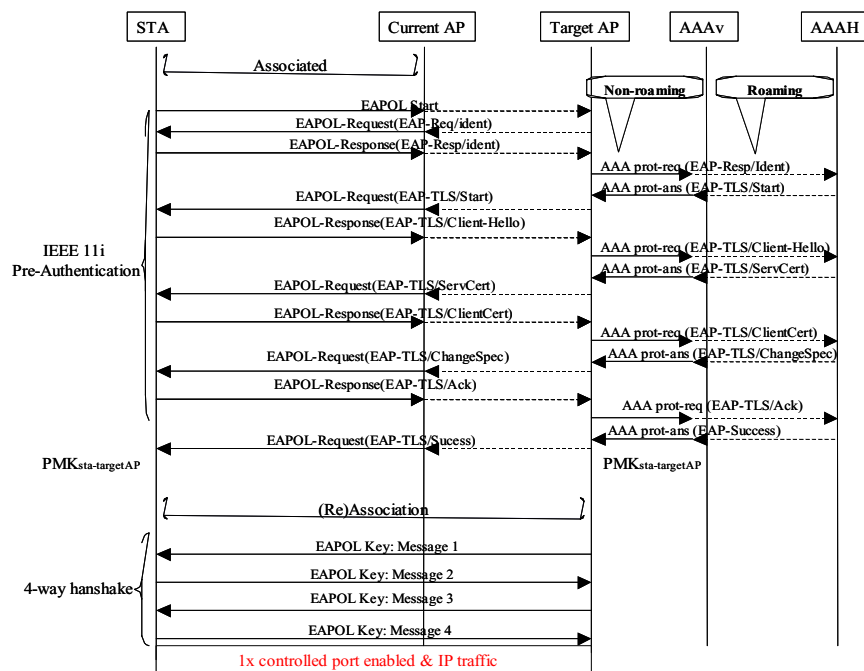 STA
Current AP
Target AP
AAAv
AAAH
Associated
Non-roaming
Roaming
EAPOL Start
EAPOL-Request(EAP-Req/ident)
EAPOL-Response(EAP-Resp/ident)
AAA prot-req (EAP-Resp/Ident)
AAA prot-ans (EAP-TLS/Start)
EAPOL-Request(EAP-TLS/Start)
EAPOL-Response(EAP-TLS/Client-Hello)
IEEE 11i
Pre-Authentication
AAA prot-req (EAP-TLS/Client-Hello)
AAA prot-ans (EAP-TLS/ServCert)
EAPOL-Request(EAP-TLS/ServCert)
EAPOL-Response(EAP-TLS/ClientCert)
AAA prot-req (EAP-TLS/ClientCert)
EAPOL-Request(EAP-TLS/ChangeSpec)
AAA prot-ans (EAP-TLS/ChangeSpec)
EAPOL-Response(EAP-TLS/Ack)
AAA prot-req (EAP-TLS/Ack)
AAA prot-ans (EAP-Success)
EAPOL-Request(EAP-TLS/Sucess)
PMKsta-targetAP
PMKsta-targetAP
(Re)Association
EAPOL Key: Message 1
EAPOL Key: Message 2
4-way hanshake
EAPOL Key: Message 3
EAPOL Key: Message 4
1x controlled port enabled & IP traffic